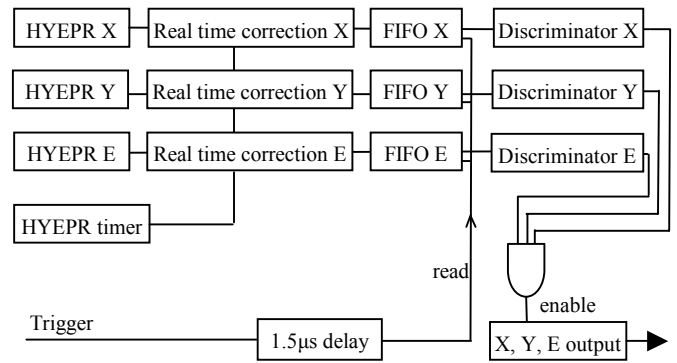 HYEPR X
Real time correction X
FIFO X
Discriminator X
HYEPR Y
Real time correction Y
FIFO Y
Discriminator Y
HYEPR E
Real time correction E
FIFO E
Discriminator E
HYEPR timer
read
enable
Trigger
1.5μs delay
X, Y, E output